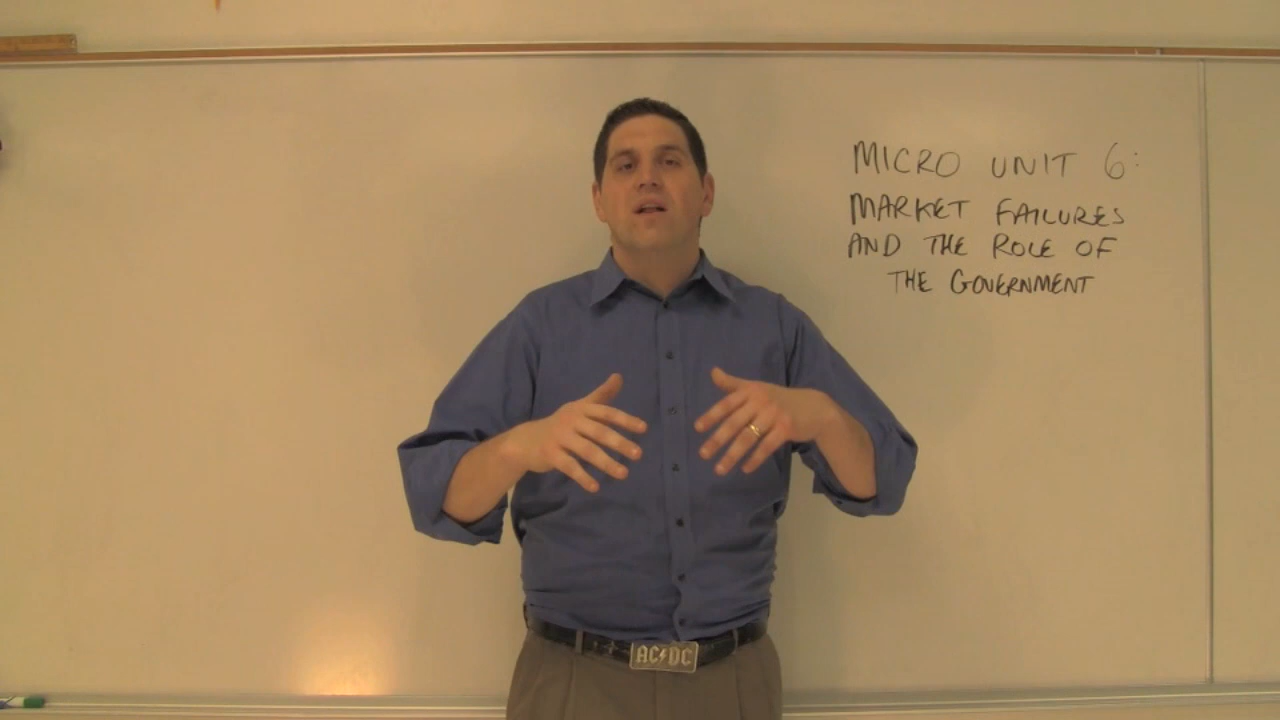 MICRO UNIT 6:
MARKET FAILURES
AND THE ROLE OF
THE GOVERNMENT
AC⚡DC